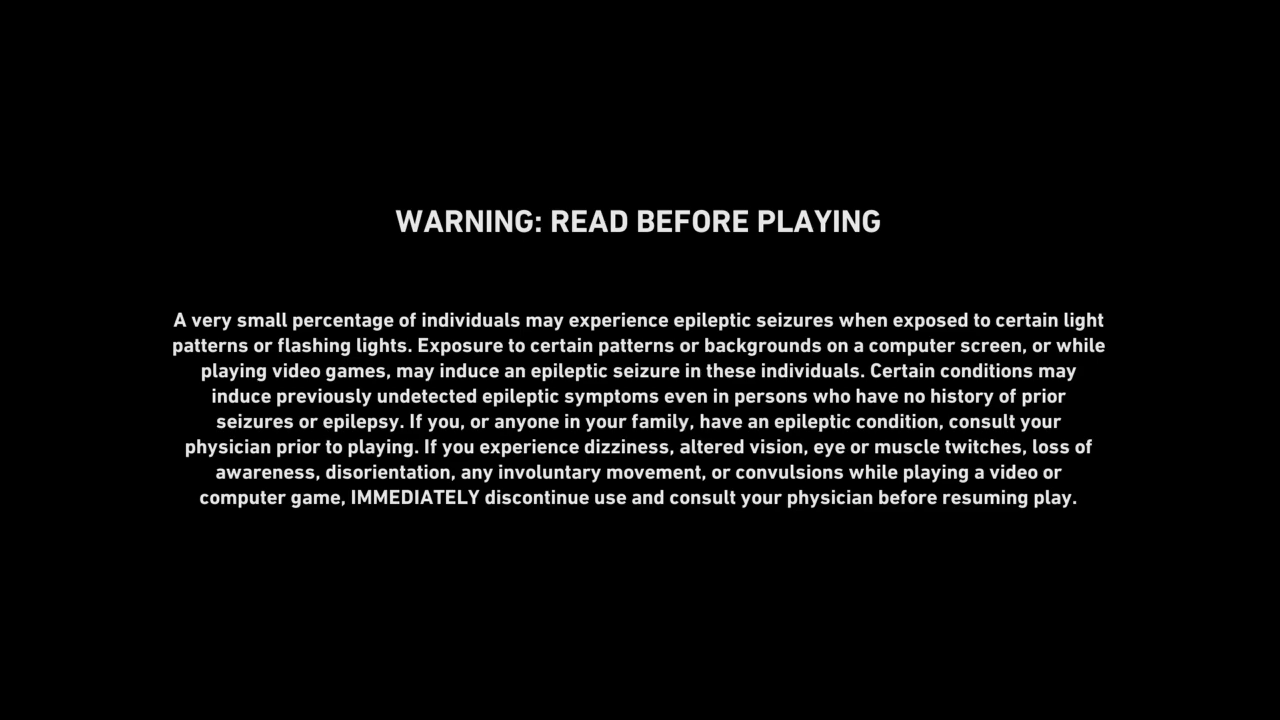 WARNING: READ BEFORE PLAYING
A very small percentage of individuals may experience epileptic seizures when exposed to certain light
patterns or flashing lights. Exposure to certain patterns or backgrounds on a computer screen, or while
playing video games, may induce an epileptic seizure in these individuals. Certain conditions may
induce previously undetected epileptic symptoms even in persons who have no history of prior
seizures or epilepsy. If you, or anyone in your family, have an epileptic condition, consult your
physician prior to playing. If you experience dizziness, altered vision, eye or muscle twitches, loss of
awareness, disorientation, any involuntary movement, or convulsions while playing a video or
computer game, IMMEDIATELY discontinue use and consult your physician before resuming play.